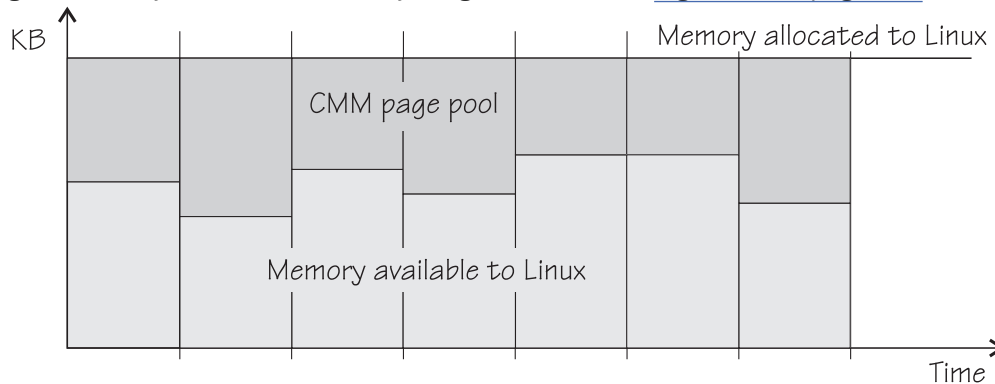 KB
Memory allocated to Linux
CMM page pool
Memory available to Linux
Time